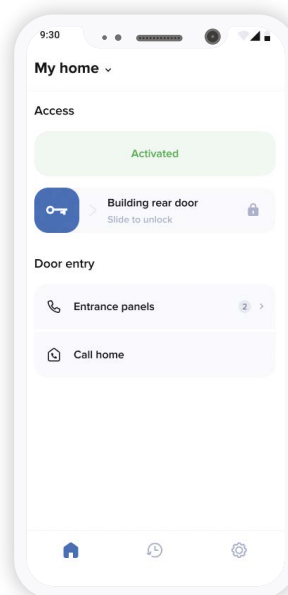 9:30
My home
Access
Activated
Building rear door
Slide to unlock
Door entry
Entrance panels 2
Call home